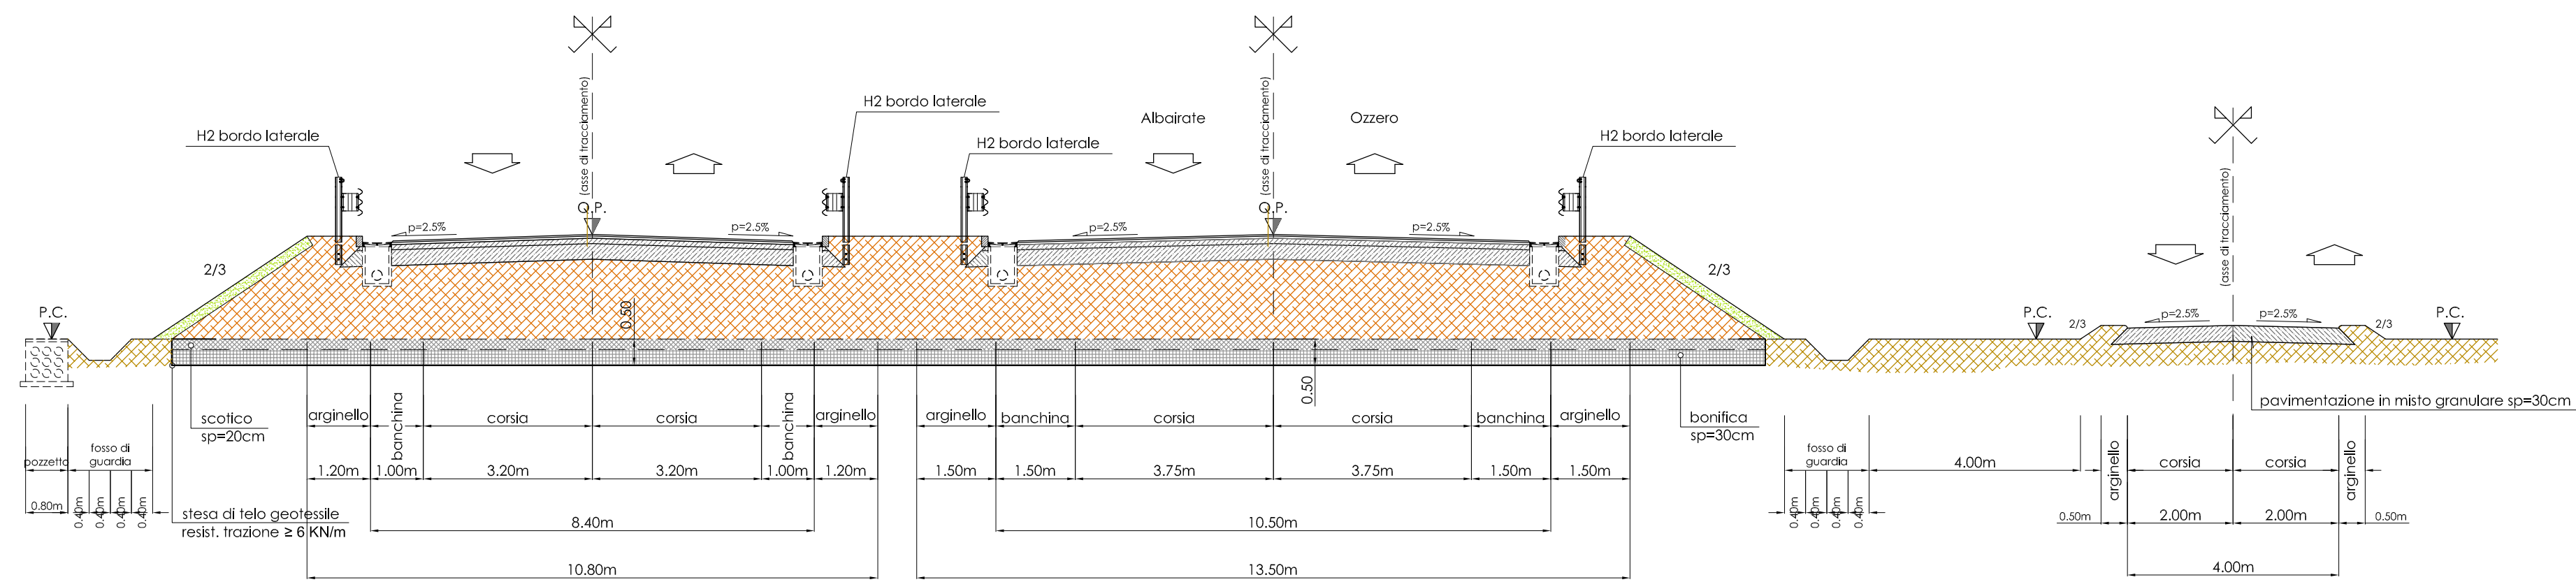 H2 bordo laterale
H2 bordo laterale
H2 bordo laterale
H2 bordo laterale
Albairate
Ozzero
(asse di tracciamento)
(asse di tracciamento)
(asse di tracciamento)
Q.P.
Q.P.
p=2.5%
p=2.5%
p=2.5%
p=2.5%
p=2.5%
p=2.5%
2/3
2/3
2/3
2/3
P.C.
P.C.
P.C.
0.50
0.50
scotico
sp=20cm
bonifica
sp=30cm
pavimentazione in misto granulare sp=30cm
stesa di telo geotessile
resist. trazione ≥ 6 KN/m
pozzetto
fosso di
guardia
0.80m
0.40m
0.40m
0.40m
0.40m
arginello
banchina
corsia
corsia
banchina
arginello
1.20m
1.00m
3.20m
3.20m
1.00m
1.20m
8.40m
10.80m
arginello
banchina
corsia
corsia
banchina
arginello
1.50m
1.50m
3.75m
3.75m
1.50m
1.50m
10.50m
13.50m
fosso di
guardia
0.40m
0.40m
0.40m
0.40m
4.00m
arginello
corsia
corsia
arginello
0.50m
2.00m
2.00m
0.50m
4.00m